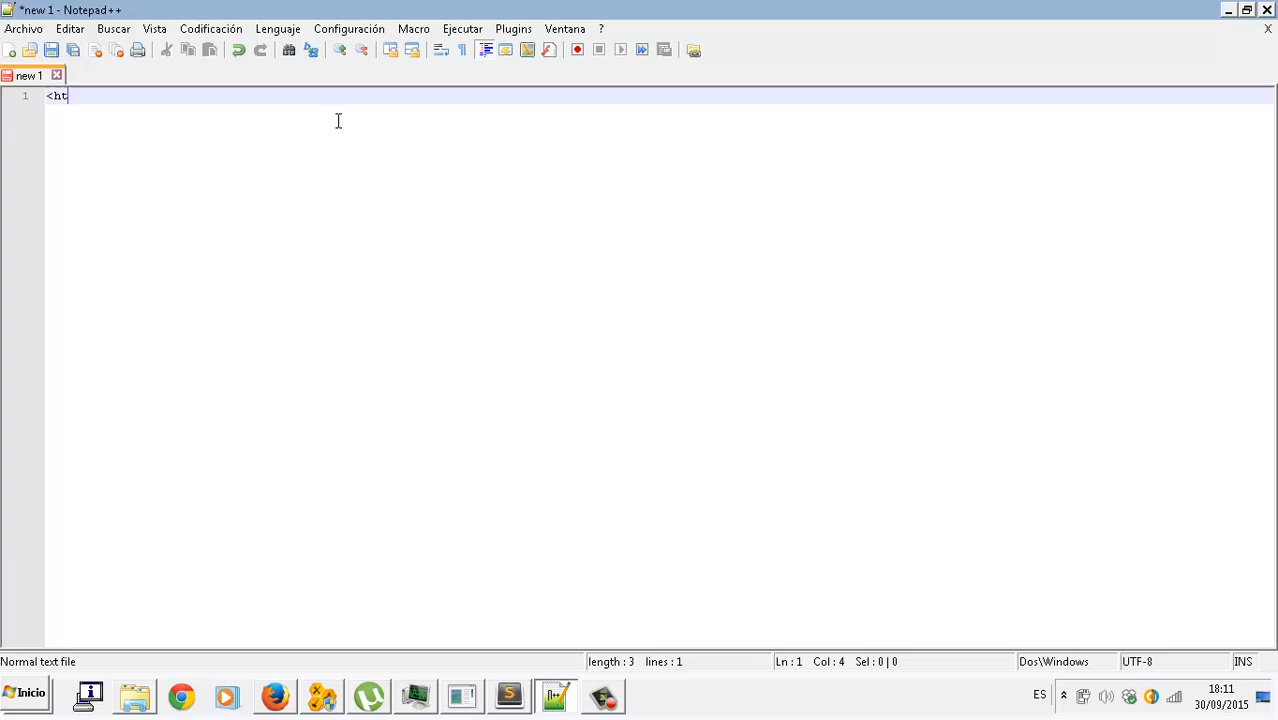 *new 1 - Notepad++
Archivo Editar Buscar Vista Codificación Lenguaje Configuración Macro Ejecutar Plugins Ventana ? X
new 1
1 <ht
Normal text file length : 3 lines : 1 Ln : 1 Col : 4 Sel : 0 | 0 Dos\Windows UTF-8 INS
Inicio ES 18:11
30/09/2015